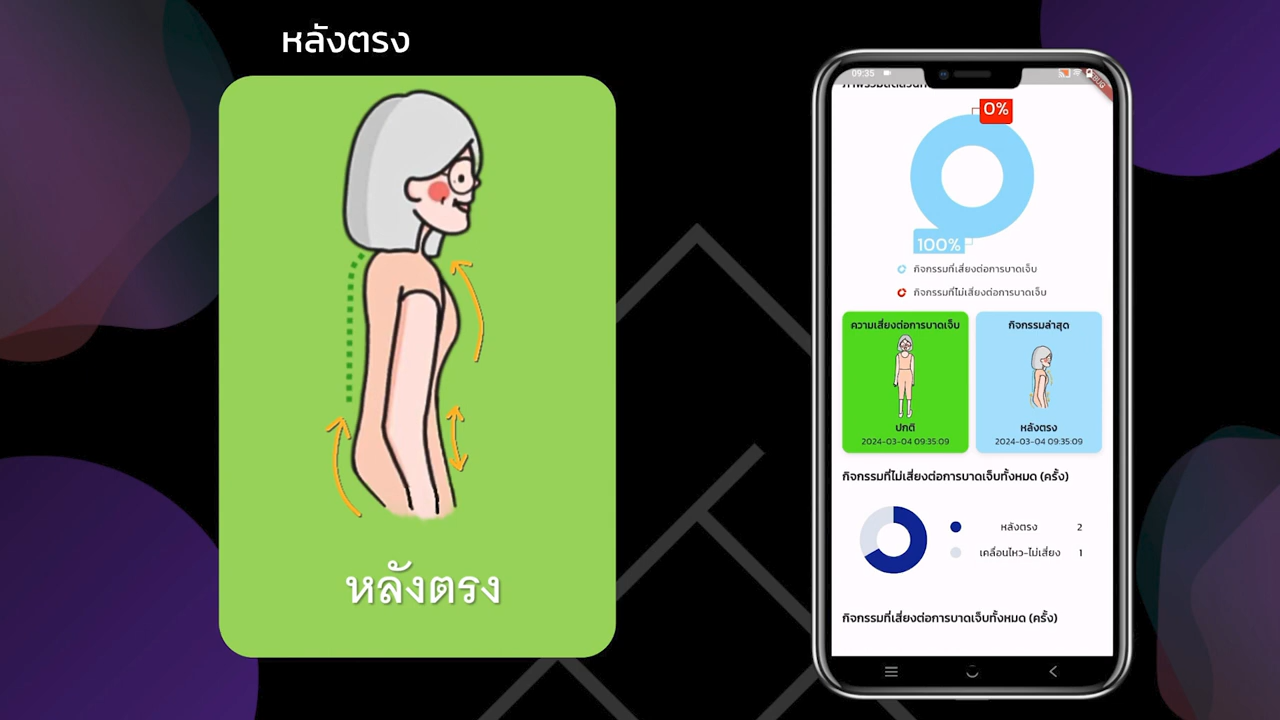 หลังตรง
หลังตรง
09:35
0%
100%
กิจกรรมที่เสี่ยงต่อการบาดเจ็บ
กิจกรรมที่ไม่เสี่ยงต่อการบาดเจ็บ
ความเสี่ยงต่อการบาดเจ็บ
ปกติ
2024-03-04 09:35:09
กิจกรรมล่าสุด
หลังตรง
2024-03-04 09:35:09
กิจกรรมที่ไม่เสี่ยงต่อการบาดเจ็บทั้งหมด (ครั้ง)
หลังตรง 2
เคลื่อนไหว-ไม่เสี่ยง 1
กิจกรรมที่เสี่ยงต่อการบาดเจ็บทั้งหมด (ครั้ง)